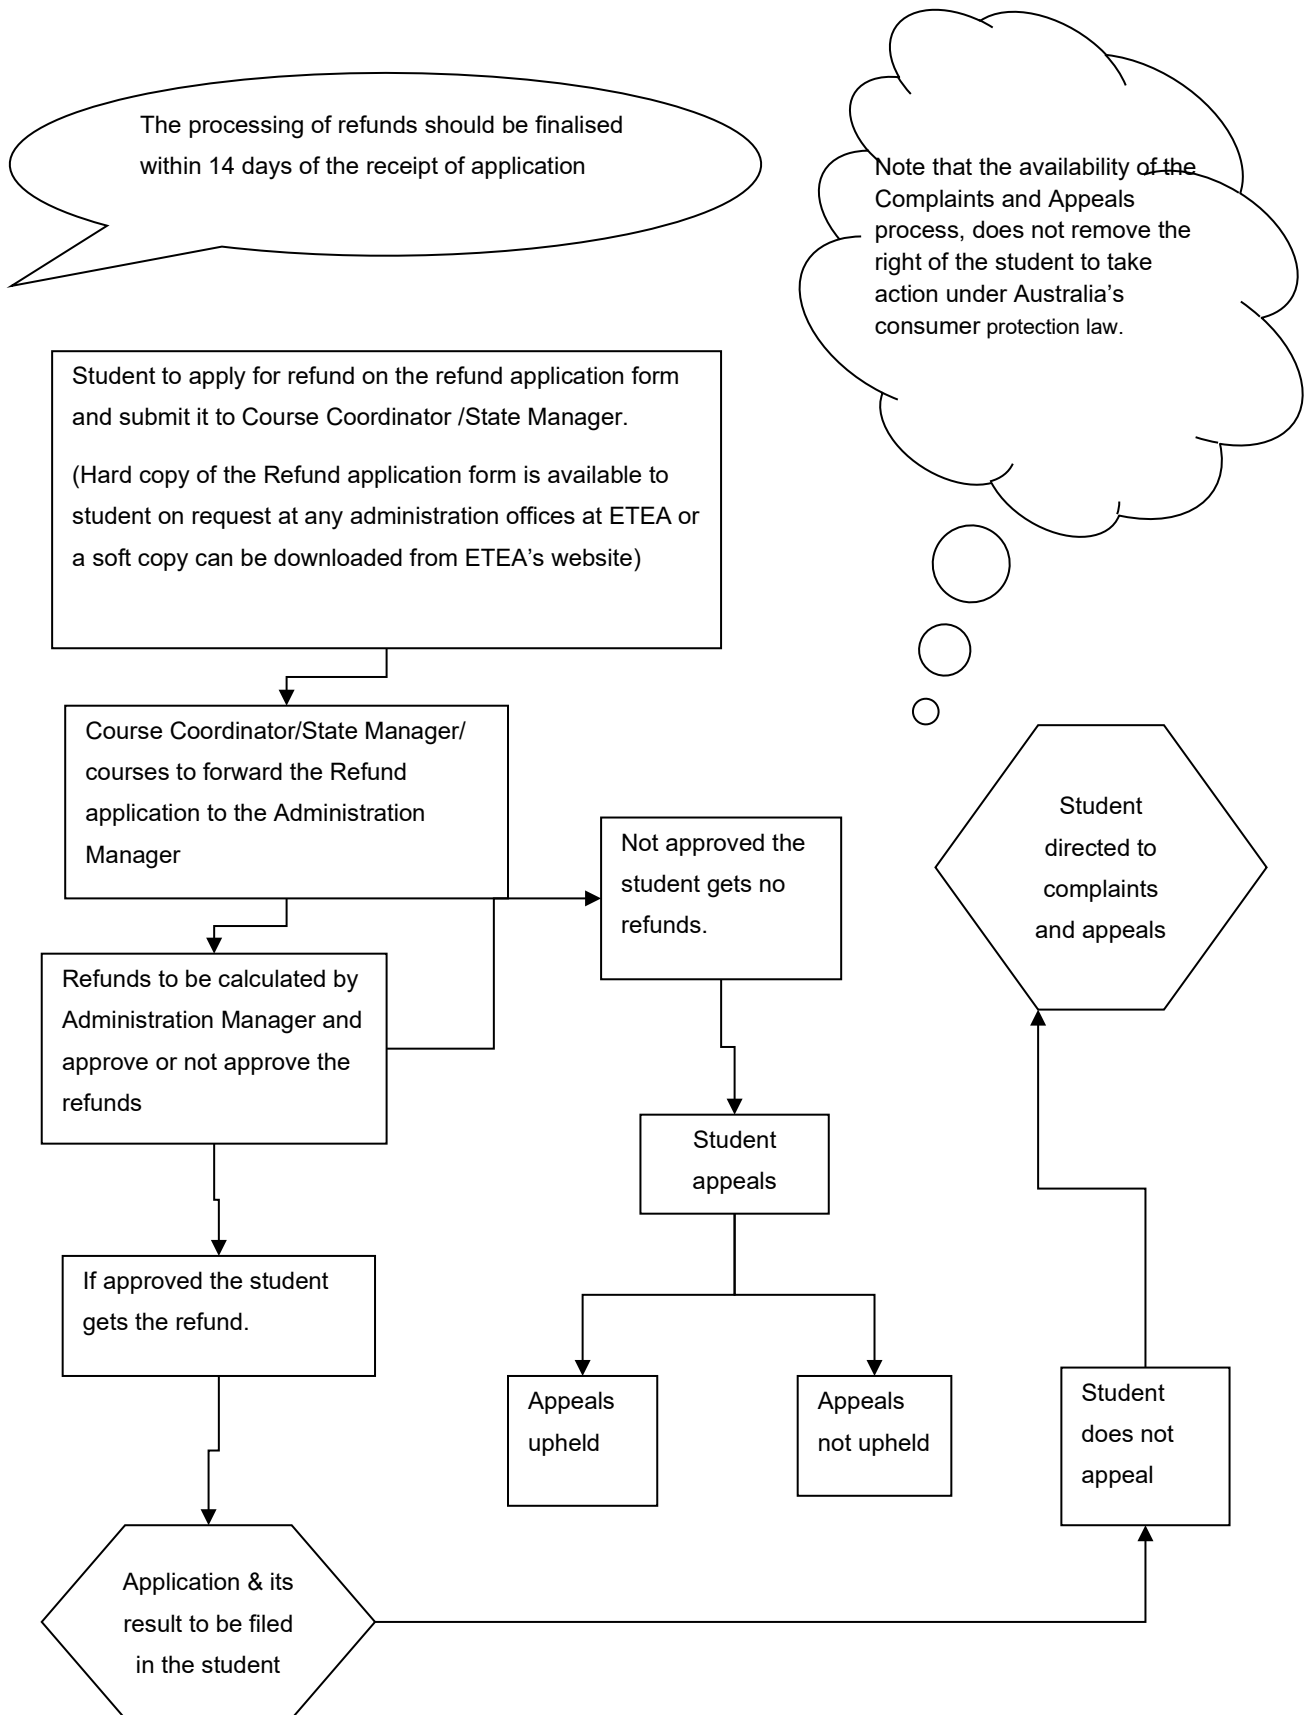 The processing of refunds should be finalised
within 14 days of the receipt of application
Note that the availability of the
Complaints and Appeals
process, does not remove the
right of the student to take
action under Australia’s
consumer protection law.
Student to apply for refund on the refund application form
and submit it to Course Coordinator /State Manager.
(Hard copy of the Refund application form is available to
student on request at any administration offices at ETEA or
a soft copy can be downloaded from ETEA’s website)
Course Coordinator/State Manager/
courses to forward the Refund
application to the Administration
Manager
Not approved the
student gets no
refunds.
Student
directed to
complaints
and appeals
Refunds to be calculated by
Administration Manager and
approve or not approve the
refunds
Student
appeals
If approved the student
gets the refund.
Appeals
upheld
Appeals
not upheld
Student
does not
appeal
Application & its
result to be filed
in the student